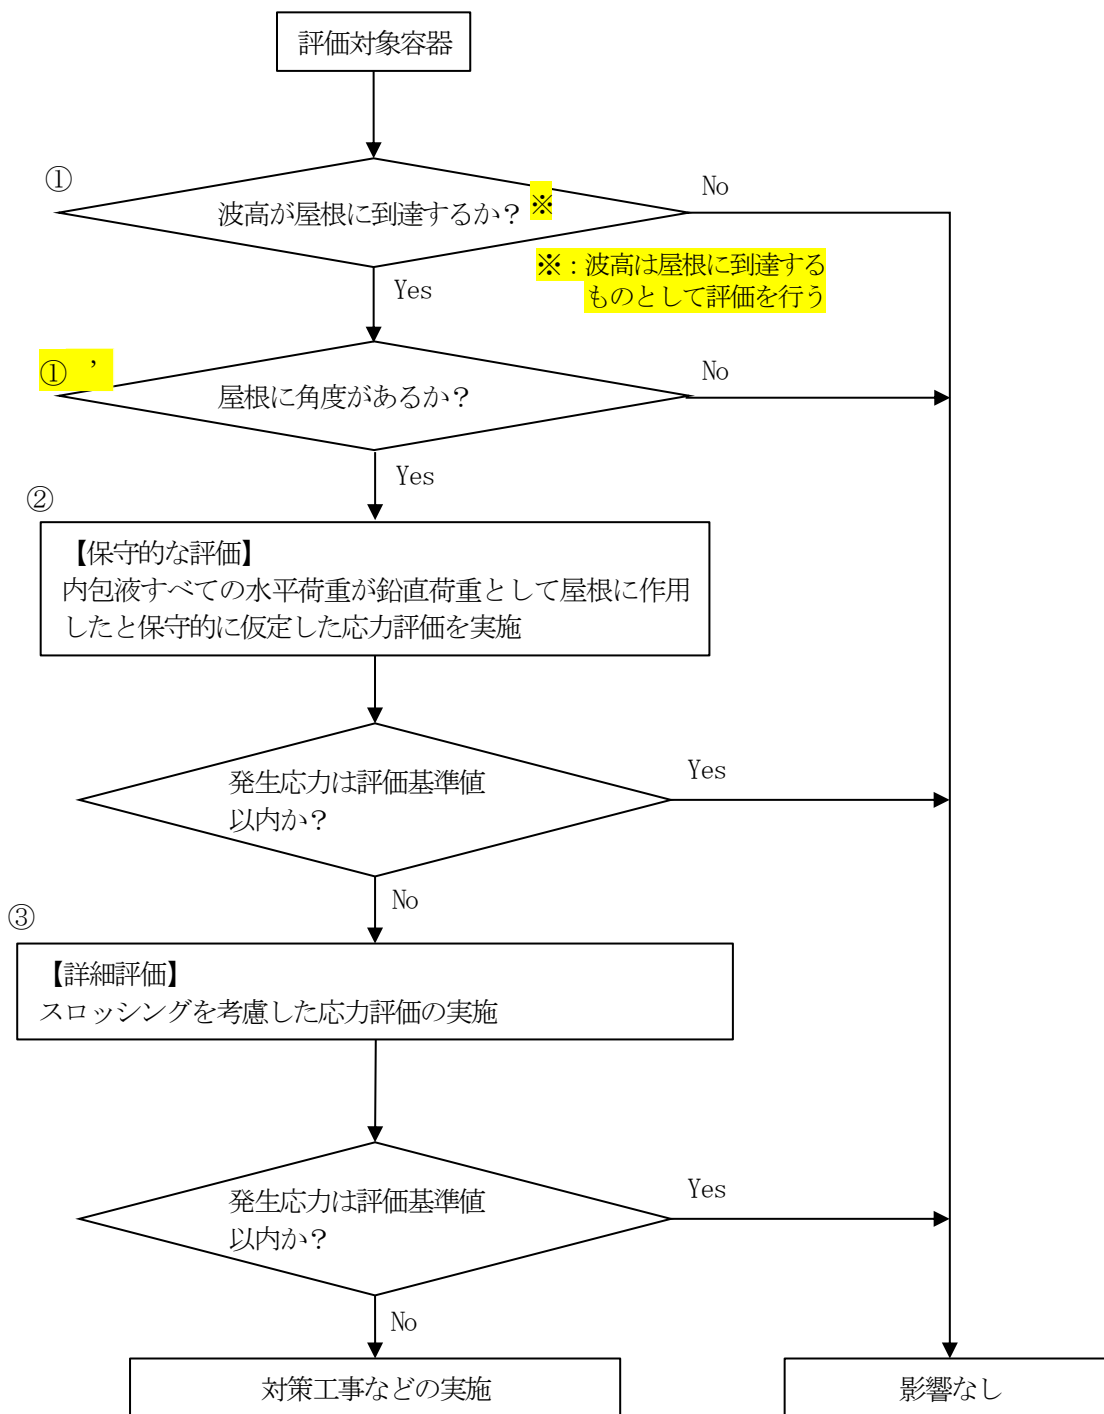 評価対象容器
①
波高が屋根に到達するか？※
No
※：波高は屋根に到達する
ものとして評価を行う
Yes
①’
屋根に角度があるか？
No
Yes
②
【保守的な評価】
内包液すべての水平荷重が鉛直荷重として屋根に作用
したと保守的に仮定した応力評価を実施
発生応力は評価基準値
以内か？
Yes
No
③
【詳細評価】
スロッシングを考慮した応力評価の実施
発生応力は評価基準値
以内か？
Yes
No
対策工事などの実施
影響なし